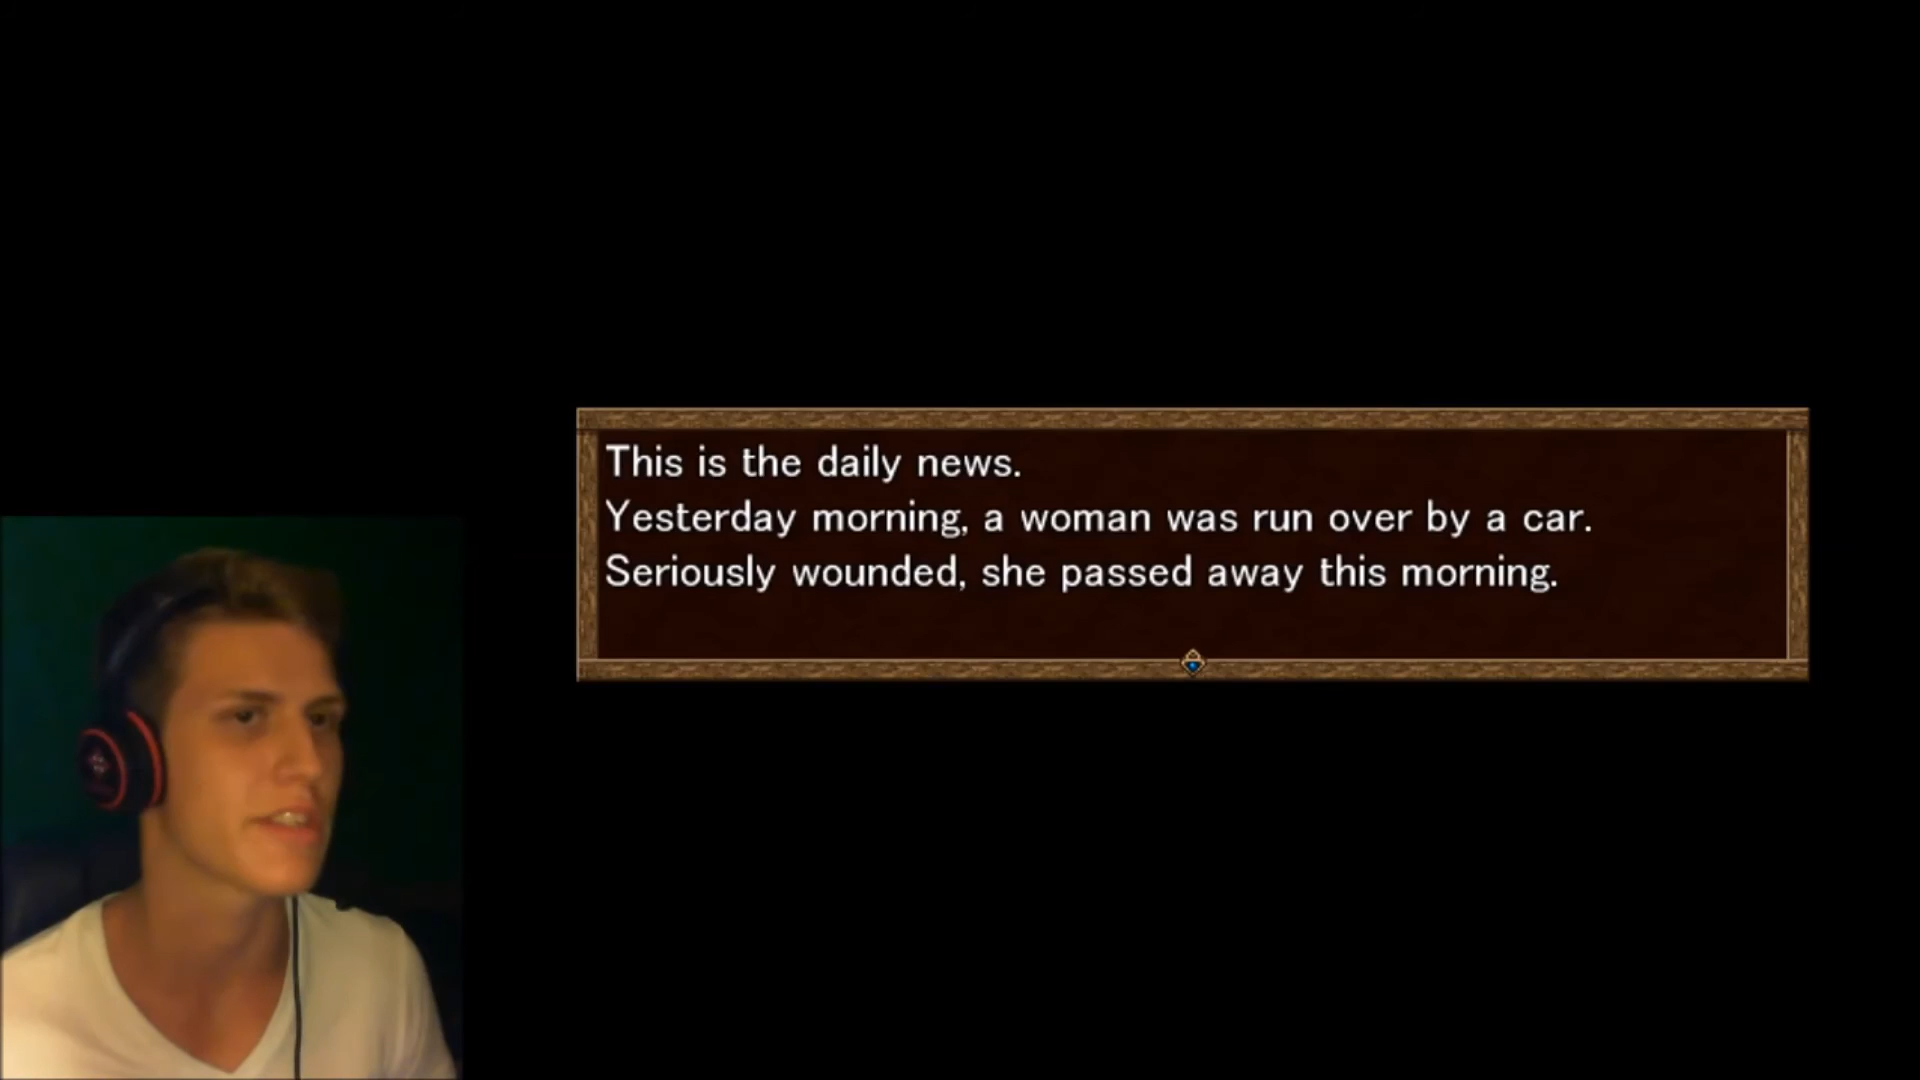 This is the daily news.
Yesterday morning, a woman was run over by a car.
Seriously wounded, she passed away this morning.